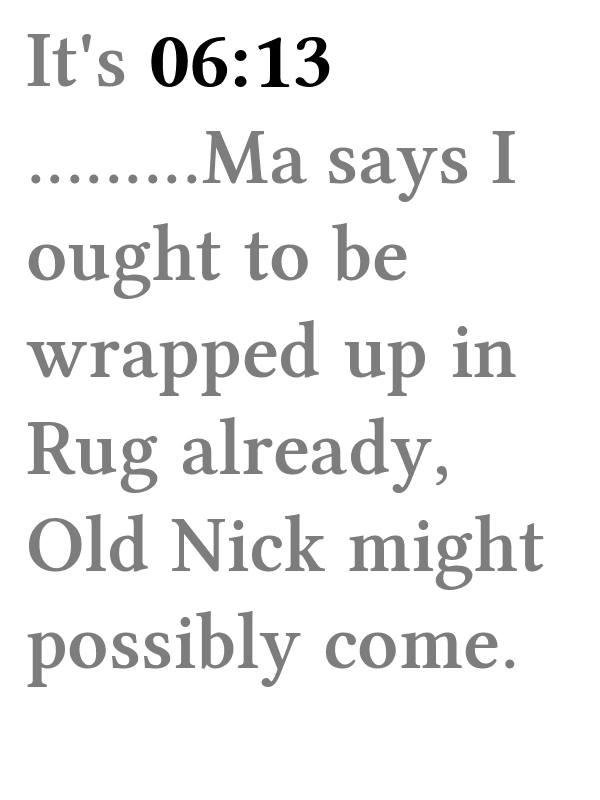 It's 06:13
.........Ma says I
ought to be
wrapped up in
Rug already,
Old Nick might
possibly come.